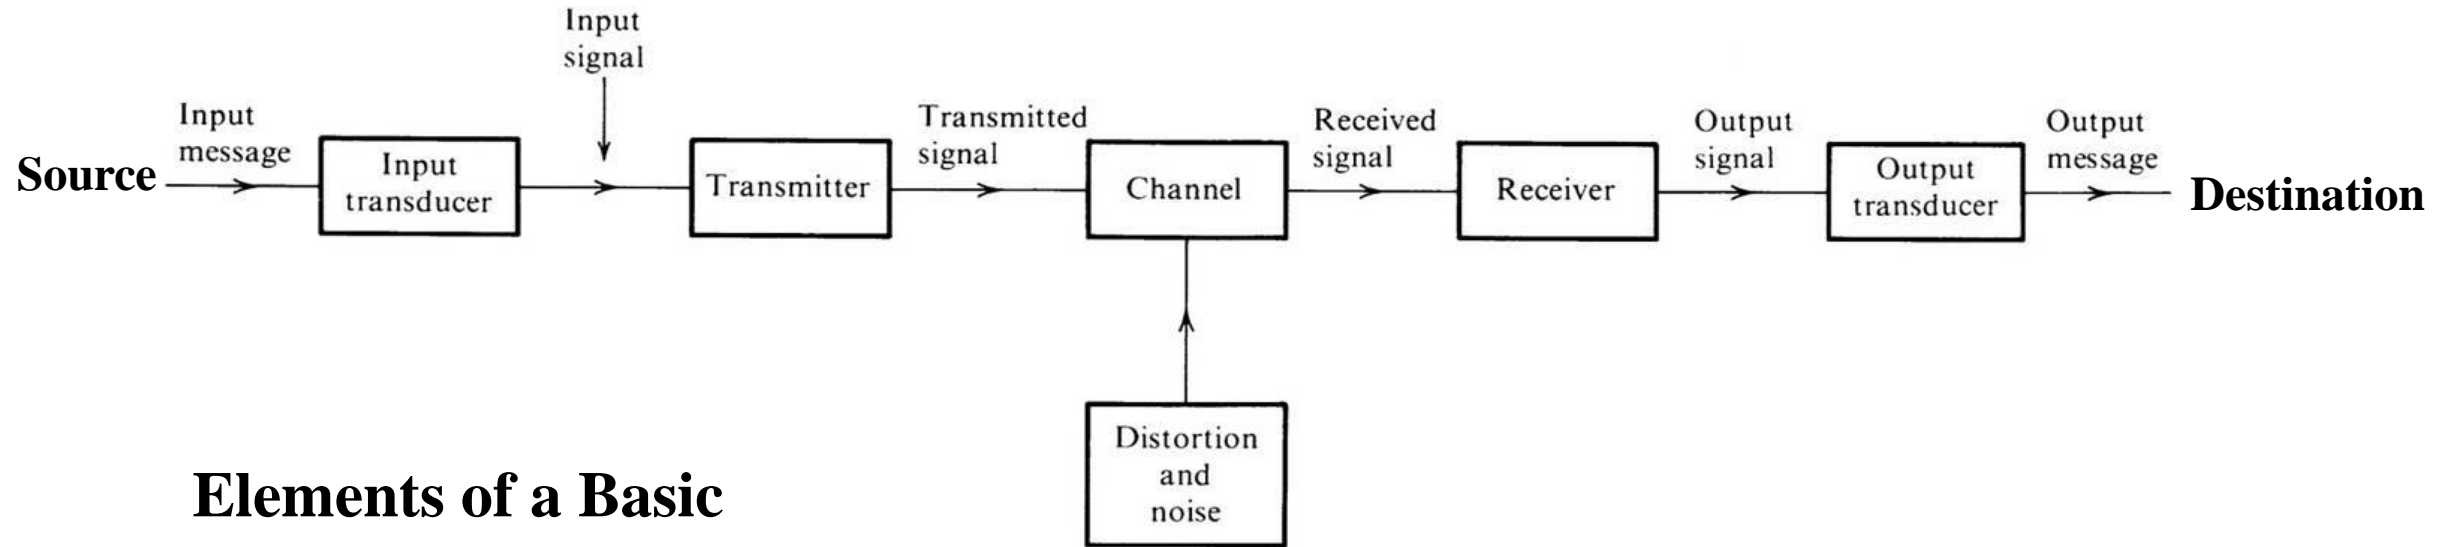 Input
signal
Input
message
Source
Input
transducer
Transmitter
Transmitted
signal
Channel
Received
signal
Receiver
Output
signal
Output
transducer
Output
message
Destination
Distortion
and
noise
Elements of a Basic